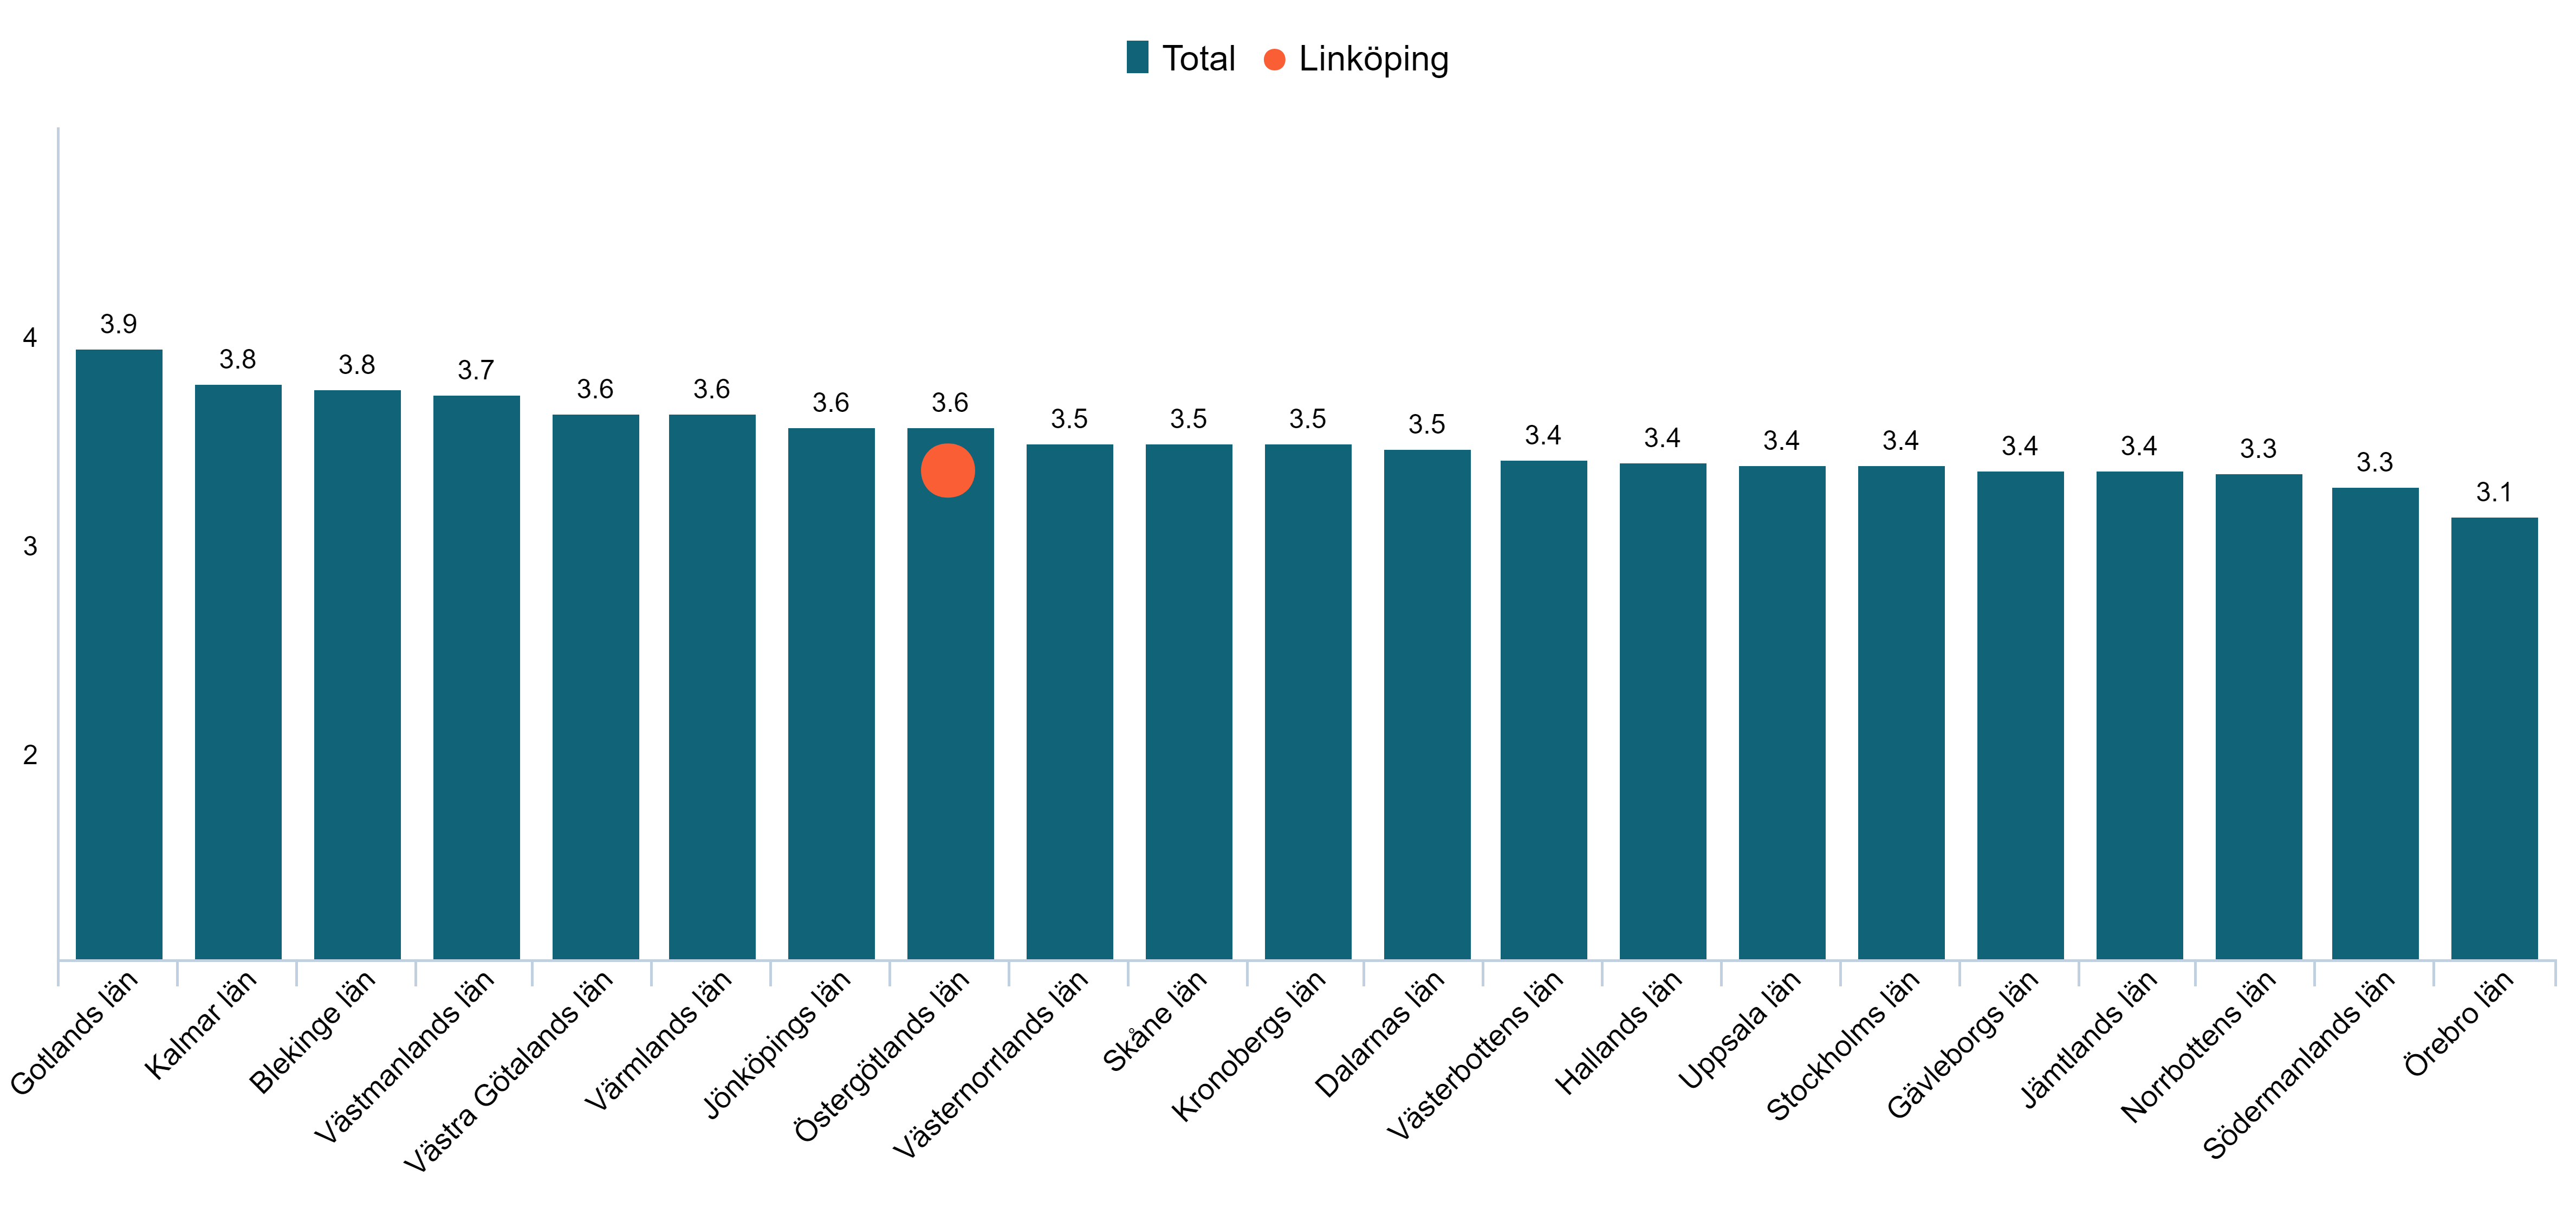 Total Linköping
4
3
2
3.9
3.8
3.8
3.7
3.6
3.6
3.6
3.6
3.5
3.5
3.5
3.5
3.4
3.4
3.4
3.4
3.4
3.4
3.3
3.3
3.1
Gotlands län
Kalmar län
Blekinge län
Västmanlands län
Västra Götalands län
Värmlands län
Jönköpings län
Östergötlands län
Västernorrlands län
Skåne län
Kronobergs län
Dalarnas län
Västerbottens län
Hallands län
Uppsala län
Stockholms län
Gävleborgs län
Jämtlands län
Norrbottens län
Södermanlands län
Örebro län